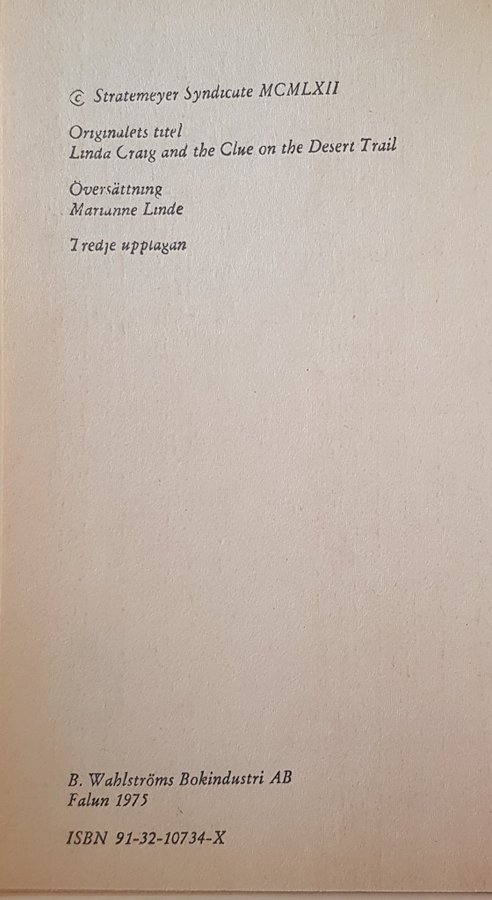 © Stratemeyer Syndicate MCMLXII
Originalets titel
Linda Craig and the Clue on the Desert Trail
Översättning
Marianne Linde
Tredje upplagan
B. Wahlströms Bokindustri AB
Falun 1975
ISBN 91-32-10734-X